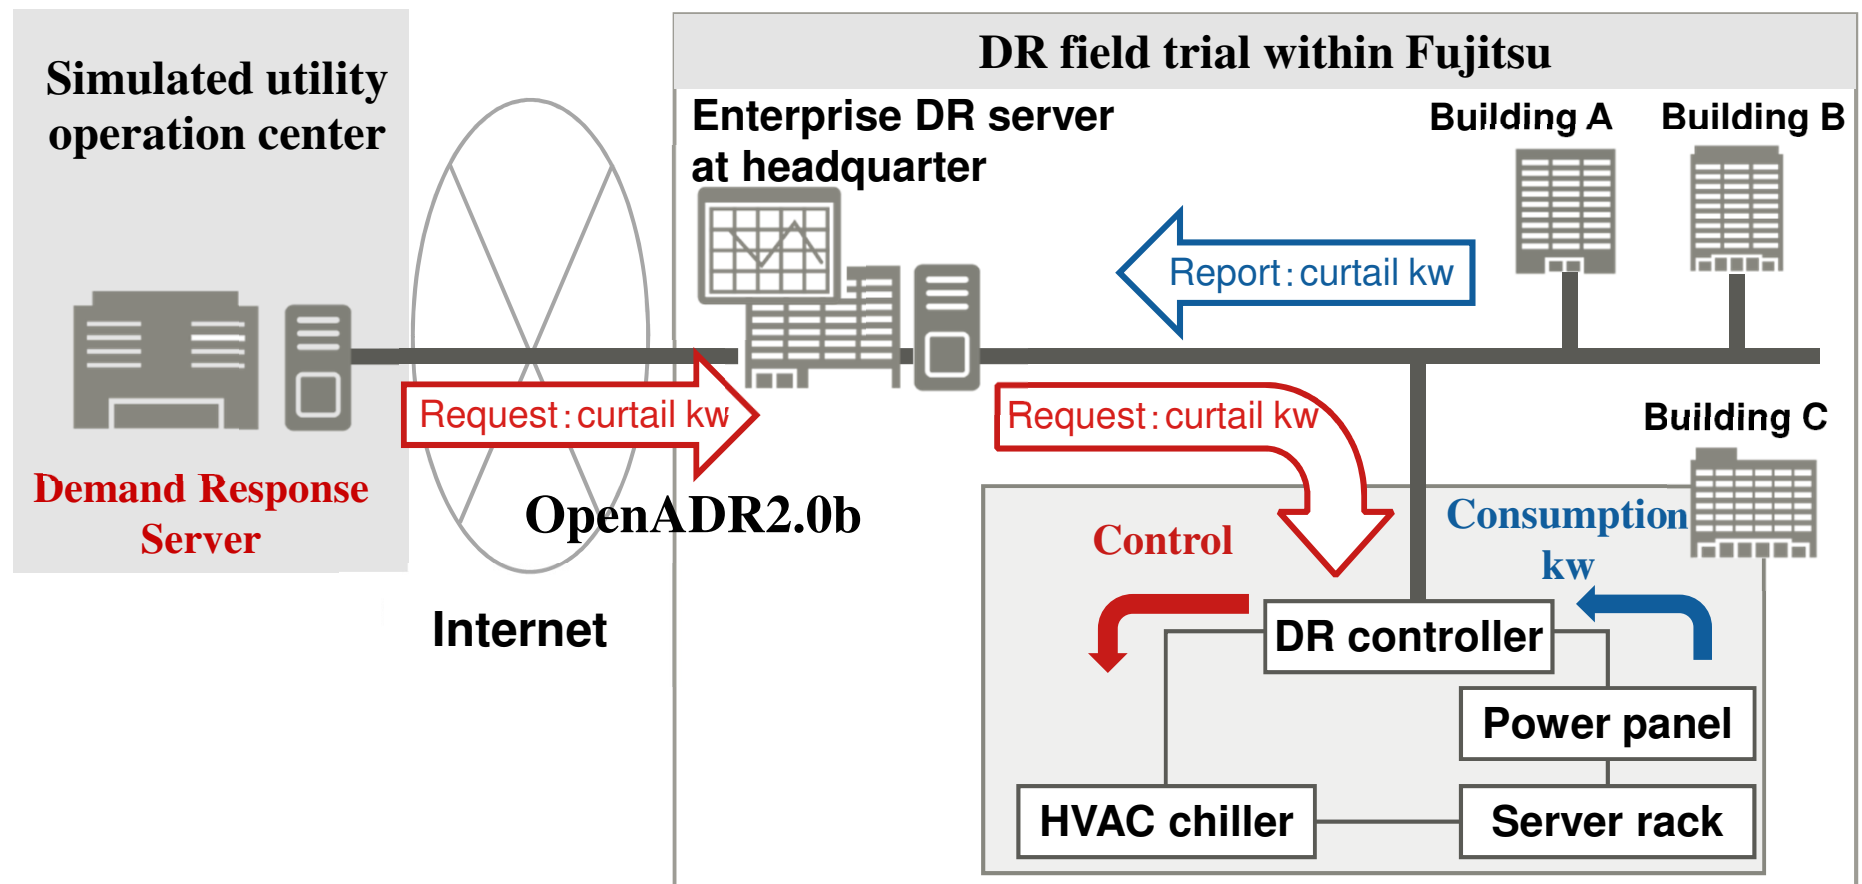 Simulated utility
operation center
Demand Response
Server
Internet
OpenADR2.0b
Request:curtail kw
DR field trial within Fujitsu
Enterprise DR server
at headquarter
Building A
Building B
Report:curtail kw
Request:curtail kw
Building C
Control
Consumption
kw
DR controller
Power panel
HVAC chiller
Server rack